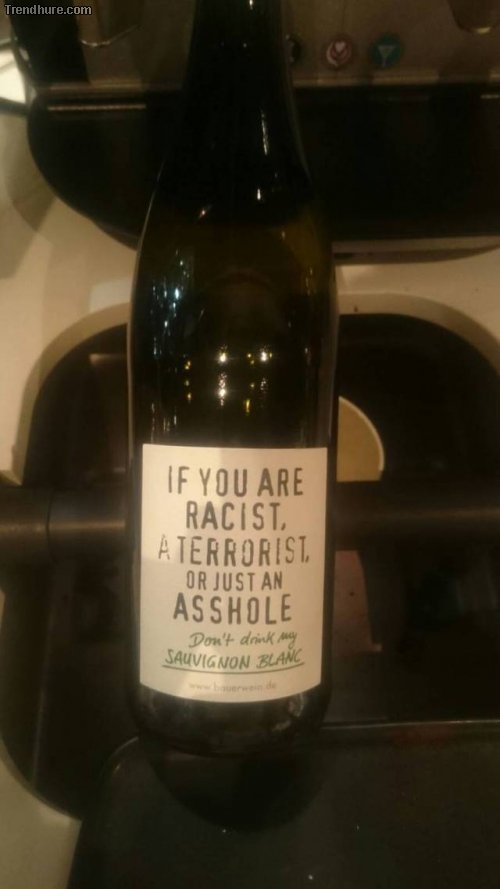 Trendhure.com
IF YOU ARE
RACIST,
A TERRORIST,
OR JUST AN
ASSHOLE
Don't drink my
SAUVIGNON BLANC
www.bauerwein.de